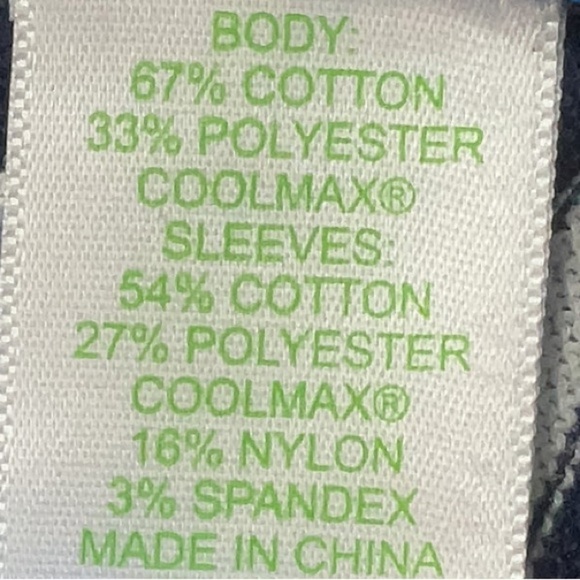 BODY:
67% COTTON
33% POLYESTER
COOLMAX®
SLEEVES:
54% COTTON
27% POLYESTER
COOLMAX®
16% NYLON
3% SPANDEX
MADE IN CHINA